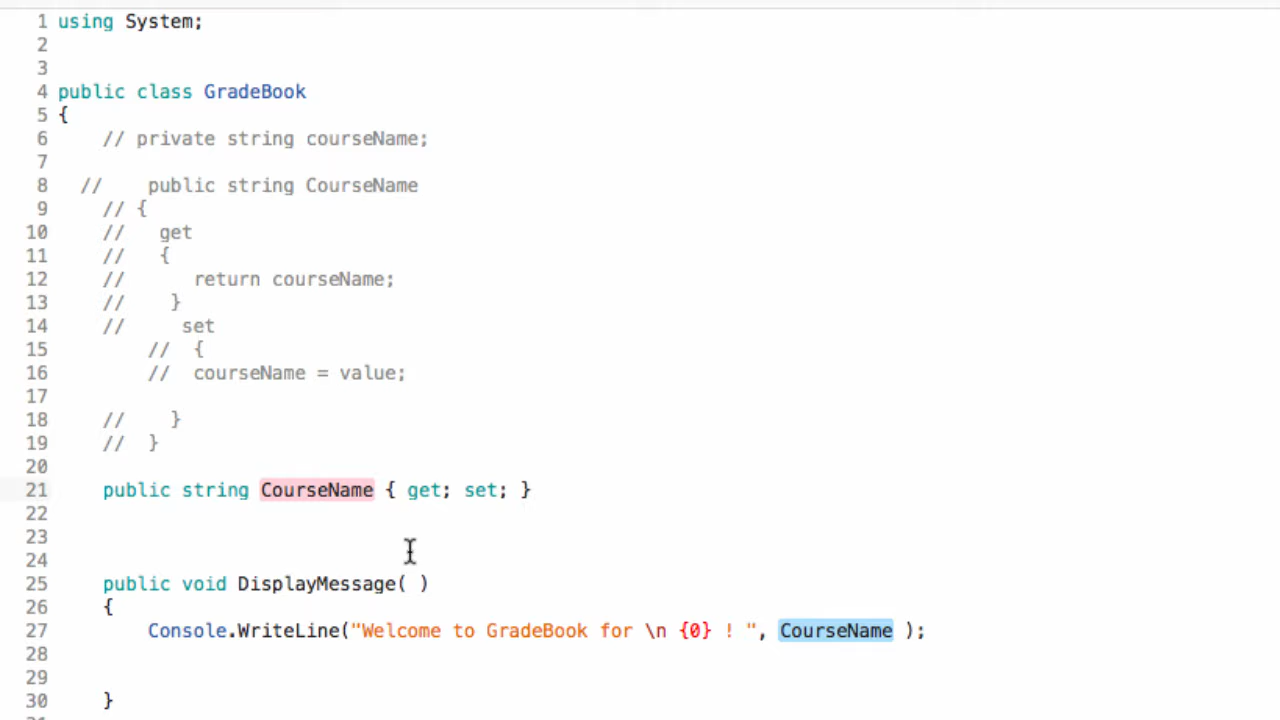 1 using System;
2
3
4 public class GradeBook
5 {
6 // private string courseName;
7
8 // public string CourseName
9 // {
10 // get
11 // {
12 // return courseName;
13 // }
14 // set
15 // {
16 // courseName = value;
17
18 // }
19 // }
20
21 public string CourseName { get; set; }
22
23
24
25 public void DisplayMessage( )
26 {
27 Console.WriteLine("Welcome to GradeBook for \n {0} ! ", CourseName );
28
29
30 }